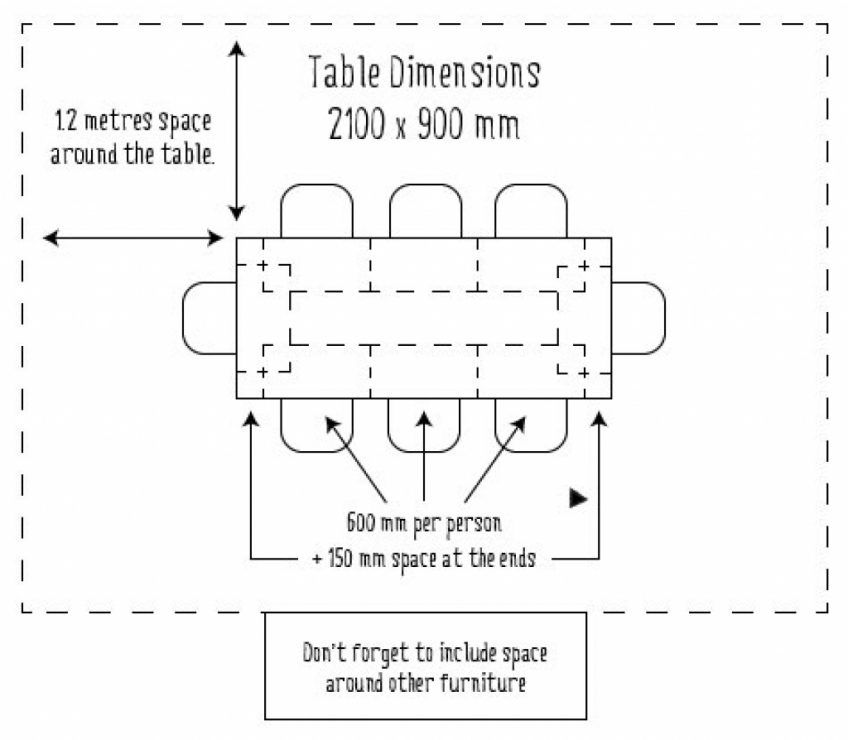 Table Dimensions
2100 x 900 mm
1.2 metres space
around the table.
600 mm per person
+ 150 mm space at the ends
Don't forget to include space
around other furniture